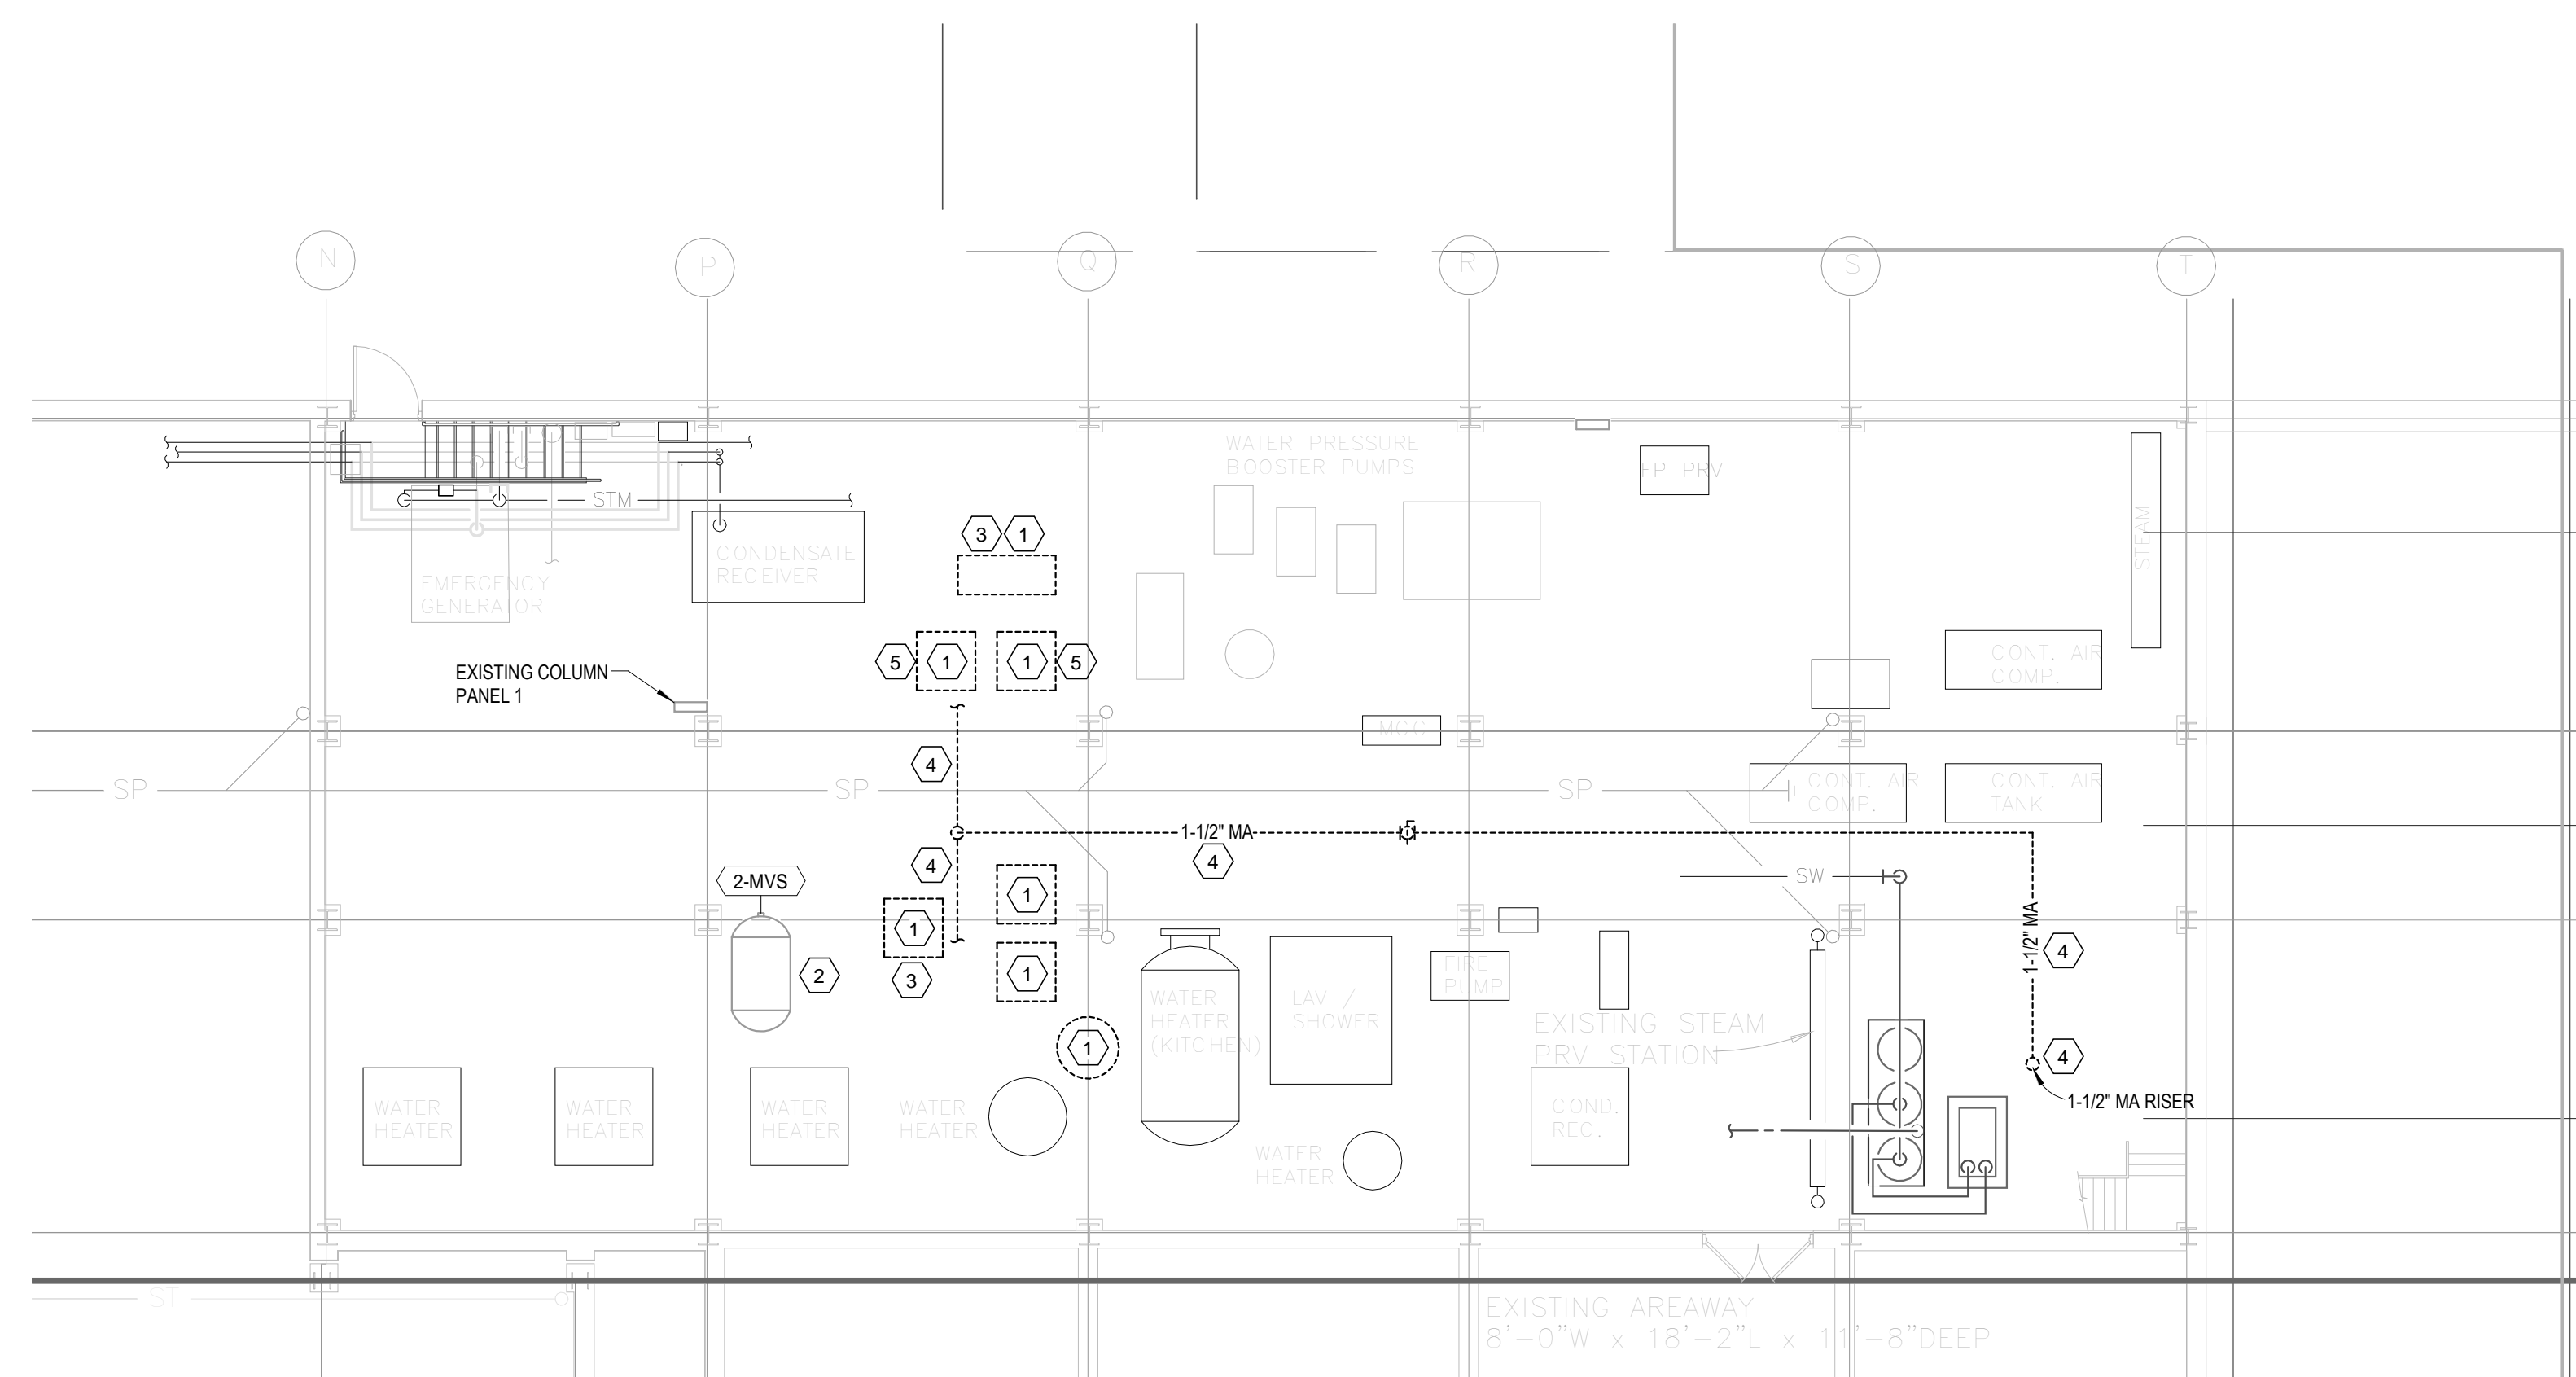 N
P
Q
R
S
T
WATER PRESSURE
BOOSTER PUMPS
FP PRV
STM
STEAM
3
1
CONDENSATE
RECEIVER
EMERGENCY
GENERATOR
EXISTING COLUMN
PANEL 1
5
1
1
5
CONT. AIR
COMP.
MCC
4
SP
SP
SP
CONT. AIR
COMP.
CONT. AIR
TANK
1-1/2" MA
4
4
2-MVS
SW
1
1
1-1/2" MA
4
2
3
1
FIRE
PUMP
WATER
HEATER
(KITCHEN)
LAV /
SHOWER
EXISTING STEAM
PRV STATION
1
4
1-1/2" MA RISER
WATER
HEATER
WATER
HEATER
WATER
HEATER
WATER
HEATER
COND.
REC.
WATER
HEATER
ST
EXISTING AREAWAY
8'-0"W x 18'-2"L x 11'-8"DEEP